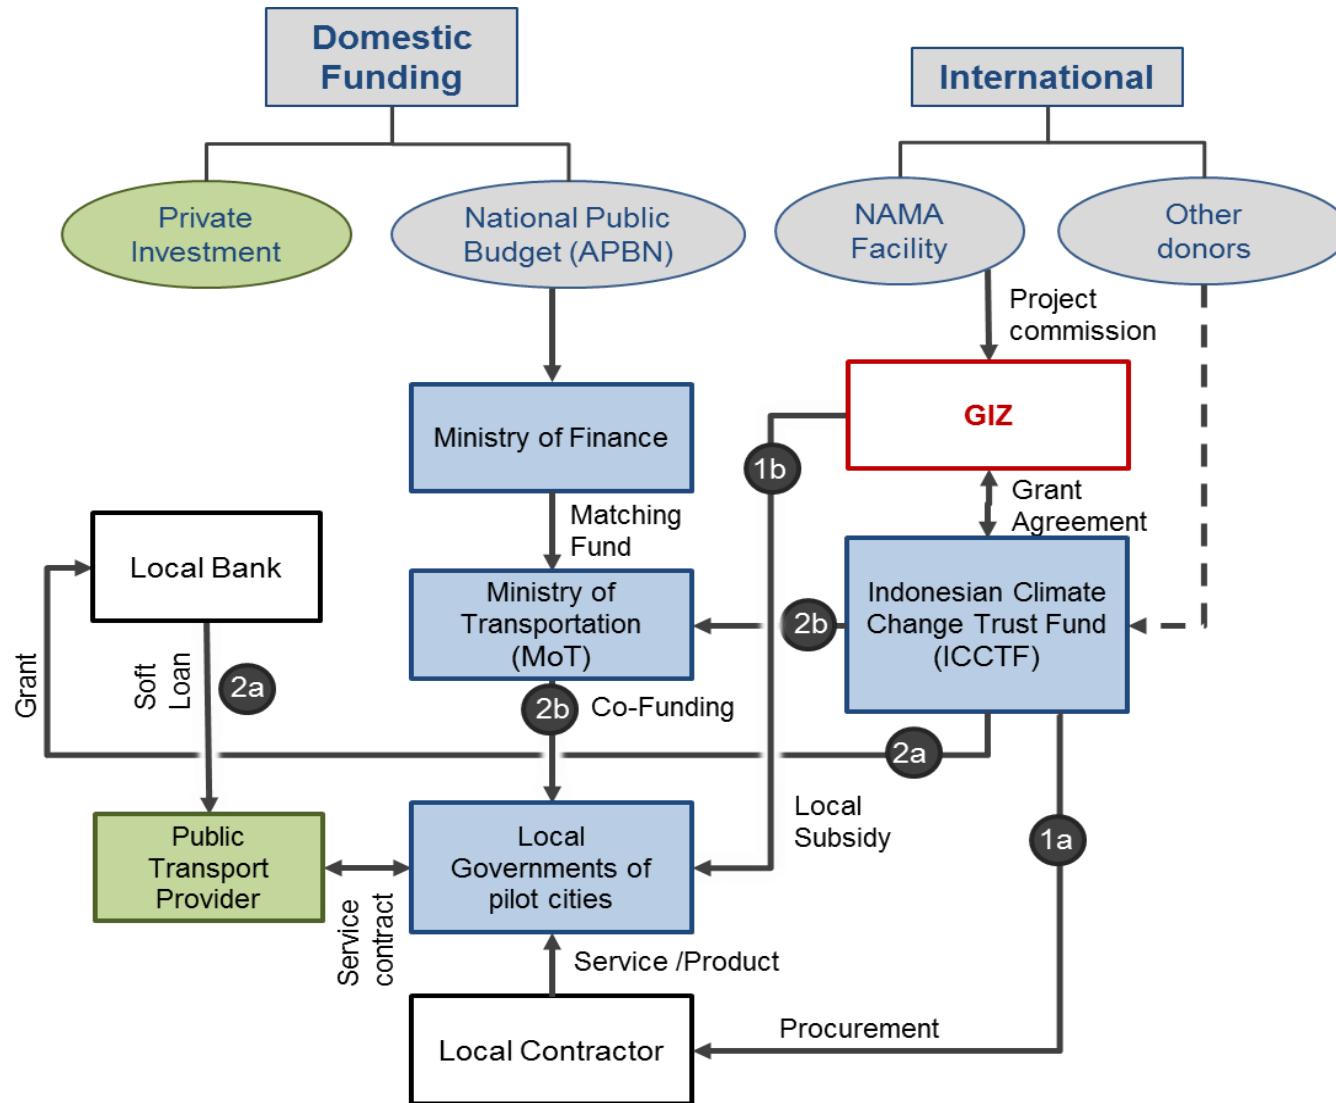 Domestic
Funding
International
Private
Investment
National Public
Budget (APBN)
NAMA
Facility
Other
donors
Project
commission
GIZ
Ministry of Finance
1b
Grant
Agreement
Matching
Fund
Local Bank
Ministry of
Transportation
(MoT)
2b
Indonesian Climate
Change Trust Fund
(ICCTF)
Grant
Soft
Loan
2a
2b
Co-Funding
2a
Local
Subsidy
1a
Public
Transport
Provider
Local
Governments of
pilot cities
Service
contract
Service /Product
Procurement
Local Contractor